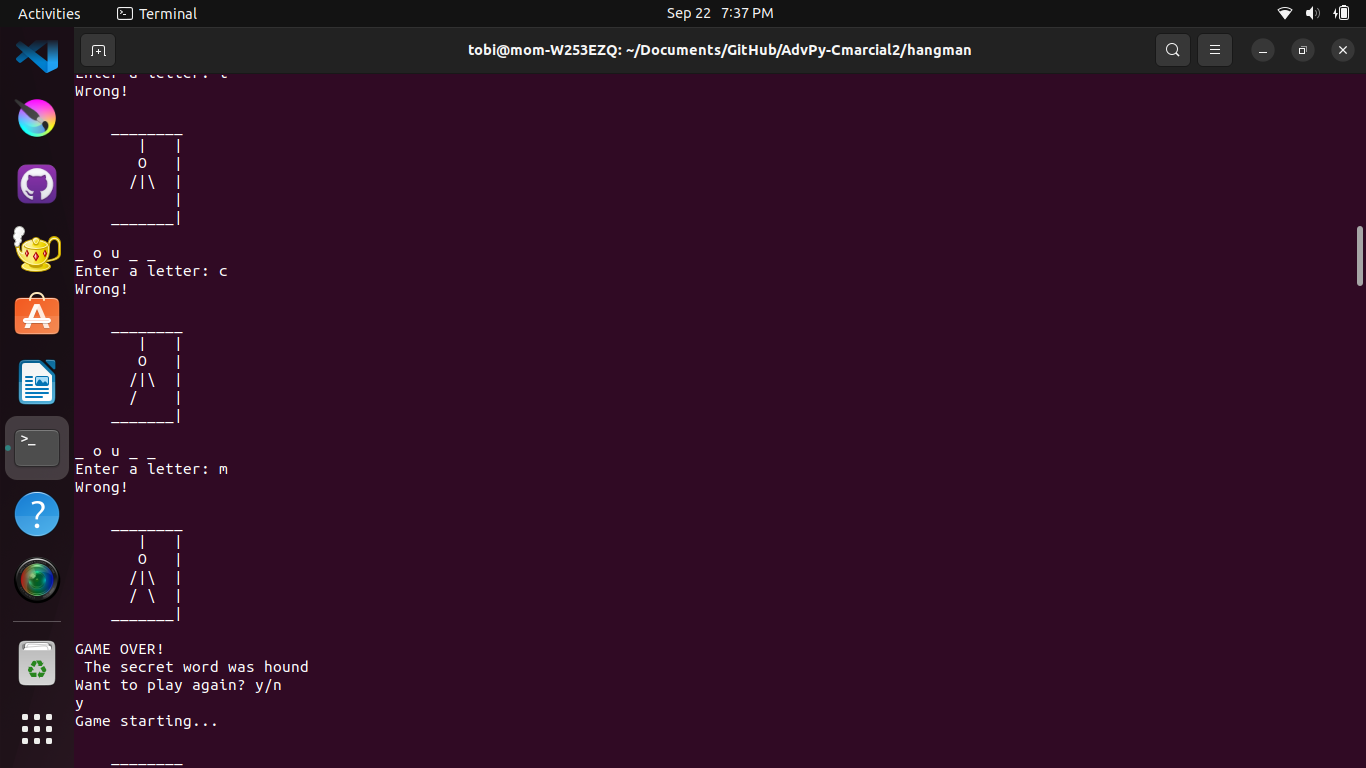 Activities Terminal Sep 22 7:37 PM
tobi@mom-W253EZQ: ~/Documents/GitHub/AdvPy-Cmarcial2/hangman
Enter a letter:
Wrong!
    ________
       |   |
       O   |
      /|\  |
           |
    _______|
_ o u _ _
Enter a letter: c
Wrong!
    ________
       |   |
       O   |
      /|\  |
      /    |
    _______|
_ o u _ _
Enter a letter: m
Wrong!
    ________
       |   |
       O   |
      /|\  |
      / \  |
    _______|
GAME OVER!
 The secret word was hound
Want to play again? y/n
y
Game starting...
    ________